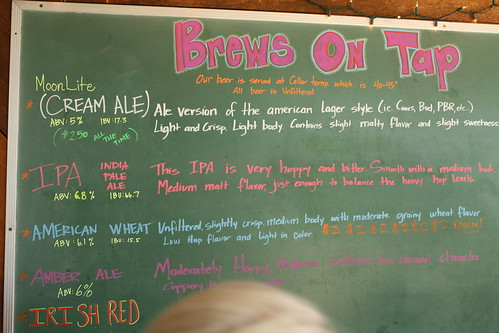 Brews On Tap
Our beer is served at Cellar temp which is 40-45°
All beer is Unfiltered
MoonLite
(CREAM ALE)
ABV: 5% IBU: 17.3
($2.50 ALL THE TIME)
Ale version of the american lager style (ie. Coors, Bud, PBR, etc.)
Light and Crisp. Light body. Contains slight malty flavor and slight sweetness.
IPA INDIA PALE ALE
ABV: 6.8% IBU: 66.7
This IPA is very hoppy and bitter. Smooth with a medium body.
Medium malt flavor, just enough to balance the heavy hop levels.
AMERICAN WHEAT
ABV: 6.1% IBU: 15.5
Unfiltered, slightly crisp, medium body with moderate grainy wheat flavor
Low Hop flavor and Light in color.
AMBER ALE
ABV: 6%
Moderately Hoppy Medium caramel character
Coppery
IRISH RED